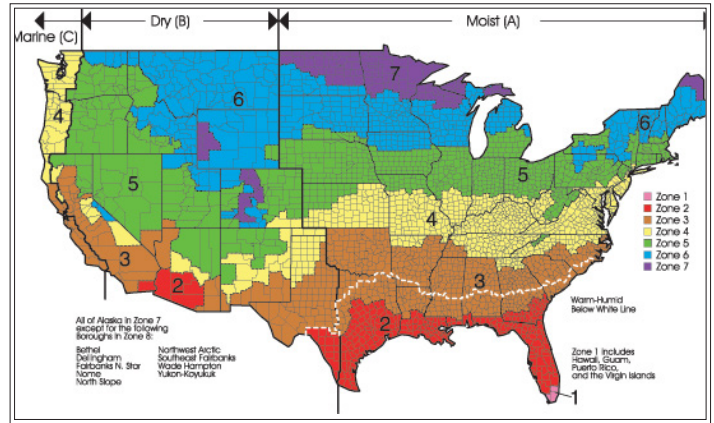 Marine (C)
Dry (B)
Moist (A)
7
6
4
6
5
5
4
3
3
2
2
1
Zone 1
Zone 2
Zone 3
Zone 4
Zone 5
Zone 6
Zone 7
Warm-Humid
Below White Line
Zone 1 includes
Hawaii, Guam,
Puerto Rico,
and the Virgin Islands
All of Alaska in Zone 7
except for the following
Boroughs in Zone 8:
Bethel
Dellingham
Fairbanks N. Star
Nome
North Slope
Northwest Arctic
Southeast Fairbanks
Wade Hampton
Yukon-Koyukuk